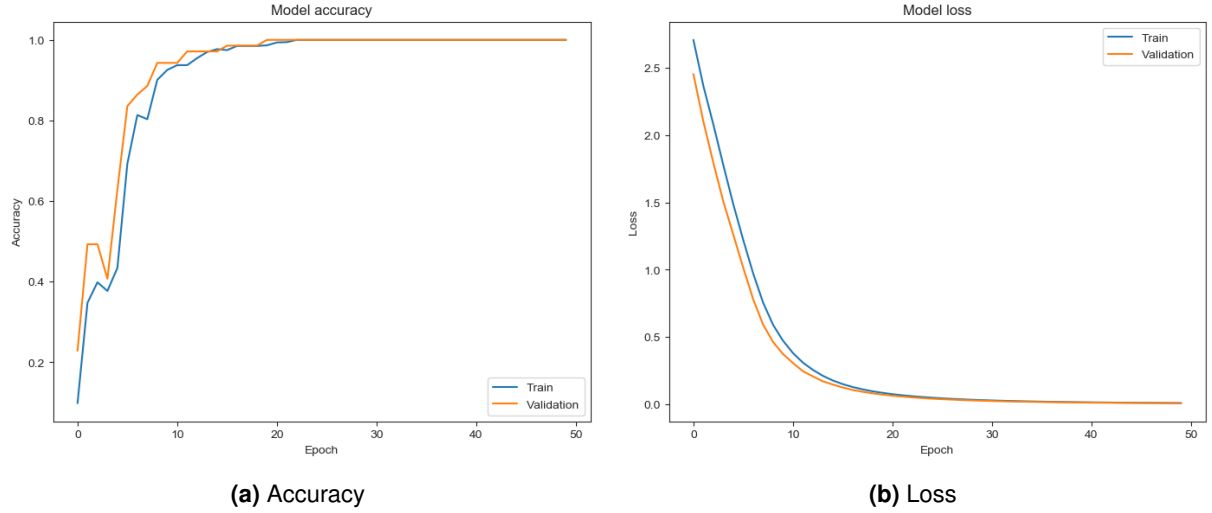 Model accuracy
1.0
0.8
0.6
0.4
0.2
Accuracy
0 10 20 30 40 50
Epoch
Train
Validation
(a) Accuracy
Model loss
2.5
2.0
1.5
1.0
0.5
0.0
Loss
0 10 20 30 40 50
Epoch
Train
Validation
(b) Loss